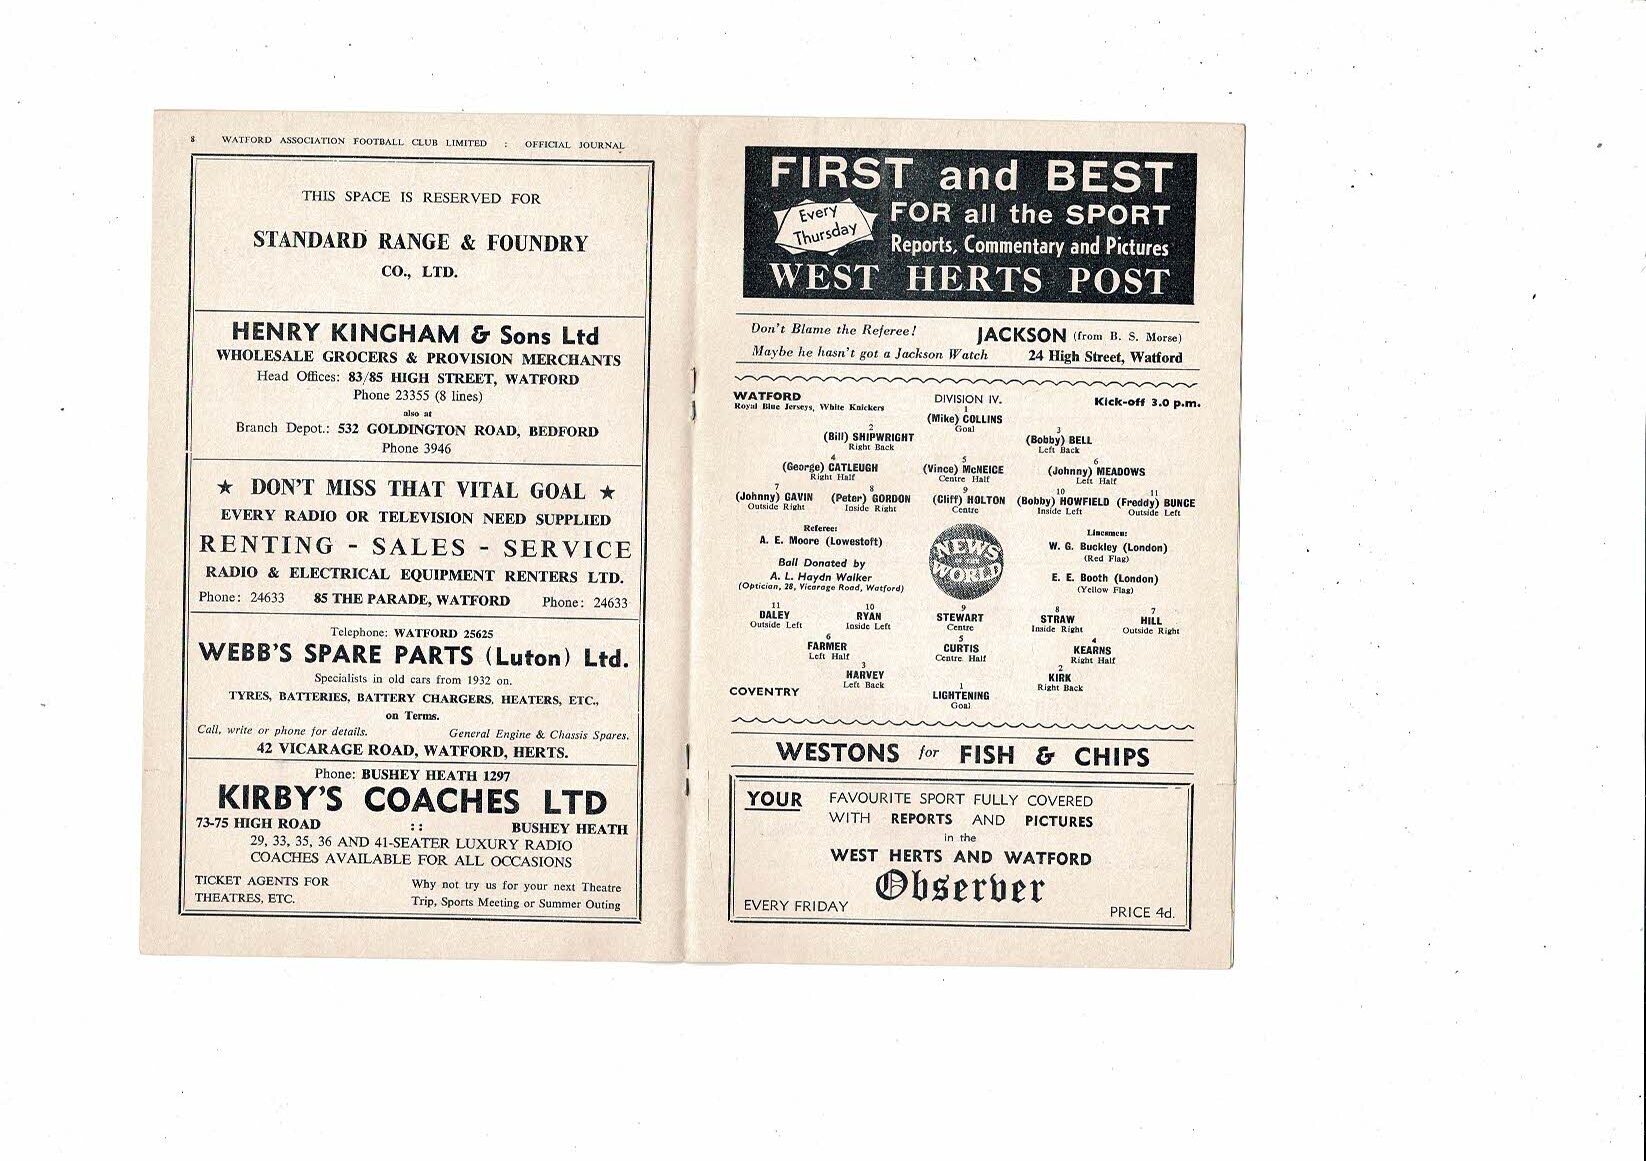 8 WATFORD ASSOCIATION FOOTBALL CLUB LIMITED : OFFICIAL JOURNAL
THIS SPACE IS RESERVED FOR
STANDARD RANGE & FOUNDRY
CO., LTD.
HENRY KINGHAM & Sons Ltd
WHOLESALE GROCERS & PROVISION MERCHANTS
Head Offices: 83/85 HIGH STREET, WATFORD
Phone 23355 (8 lines)
also at
Branch Depot.: 532 GOLDINGTON ROAD, BEDFORD
Phone 3946
★ DON'T MISS THAT VITAL GOAL ★
EVERY RADIO OR TELEVISION NEED SUPPLIED
RENTING - SALES - SERVICE
RADIO & ELECTRICAL EQUIPMENT RENTERS LTD.
Phone: 24633 85 THE PARADE, WATFORD Phone: 24633
Telephone: WATFORD 25625
WEBB'S SPARE PARTS (Luton) Ltd.
Specialists in old cars from 1932 on.
TYRES, BATTERIES, BATTERY CHARGERS, HEATERS, ETC.,
on Terms.
Call, write or phone for details. General Engine & Chassis Spares.
42 VICARAGE ROAD, WATFORD, HERTS.
Phone: BUSHEY HEATH 1297
KIRBY'S COACHES LTD
73-75 HIGH ROAD :: BUSHEY HEATH
29, 33, 35, 36 AND 41-SEATER LUXURY RADIO
COACHES AVAILABLE FOR ALL OCCASIONS
TICKET AGENTS FOR Why not try us for your next Theatre
THEATRES, ETC. Trip, Sports Meeting or Summer Outing
FIRST and BEST
Every Thursday
FOR all the SPORT
Reports, Commentary and Pictures
WEST HERTS POST
Don't Blame the Referee! JACKSON (from B. S. Morse)
Maybe he hasn't got a Jackson Watch 24 High Street, Watford
WATFORD DIVISION IV. Kick-off 3.0 p.m.
Royal Blue Jerseys, White Knickers
1
(Mike) COLLINS
Goal
2 3
(Bill) SHIPWRIGHT (Bobby) BELL
Right Back Left Back
4 5 6
(George) CATLEUGH (Vince) McNEICE (Johnny) MEADOWS
Right Half Centre Half Left Half
7 8 9 10 11
(Johnny) GAVIN (Peter) GORDON (Cliff) HOLTON (Bobby) HOWFIELD (Freddy) BUNCE
Outside Right Inside Right Centre Inside Left Outside Left
Referee: Linesmen:
A. E. Moore (Lowestoft) W. G. Buckley (London)
(Red Flag)
Ball Donated by
A. L. Haydn Walker E. E. Booth (London)
(Optician, 28, Vicarage Road, Watford) (Yellow Flag)
NEWS
WORLD
11 10 9 8 7
DALEY RYAN STEWART STRAW HILL
Outside Left Inside Left Centre Inside Right Outside Right
6 5 4
FARMER CURTIS KEARNS
Left Half Centre Half Right Half
3 2
HARVEY KIRK
Left Back Right Back
COVENTRY
1
LIGHTENING
Goal
WESTONS for FISH & CHIPS
YOUR FAVOURITE SPORT FULLY COVERED
WITH REPORTS AND PICTURES
in the
WEST HERTS AND WATFORD
Observer
EVERY FRIDAY PRICE 4d.